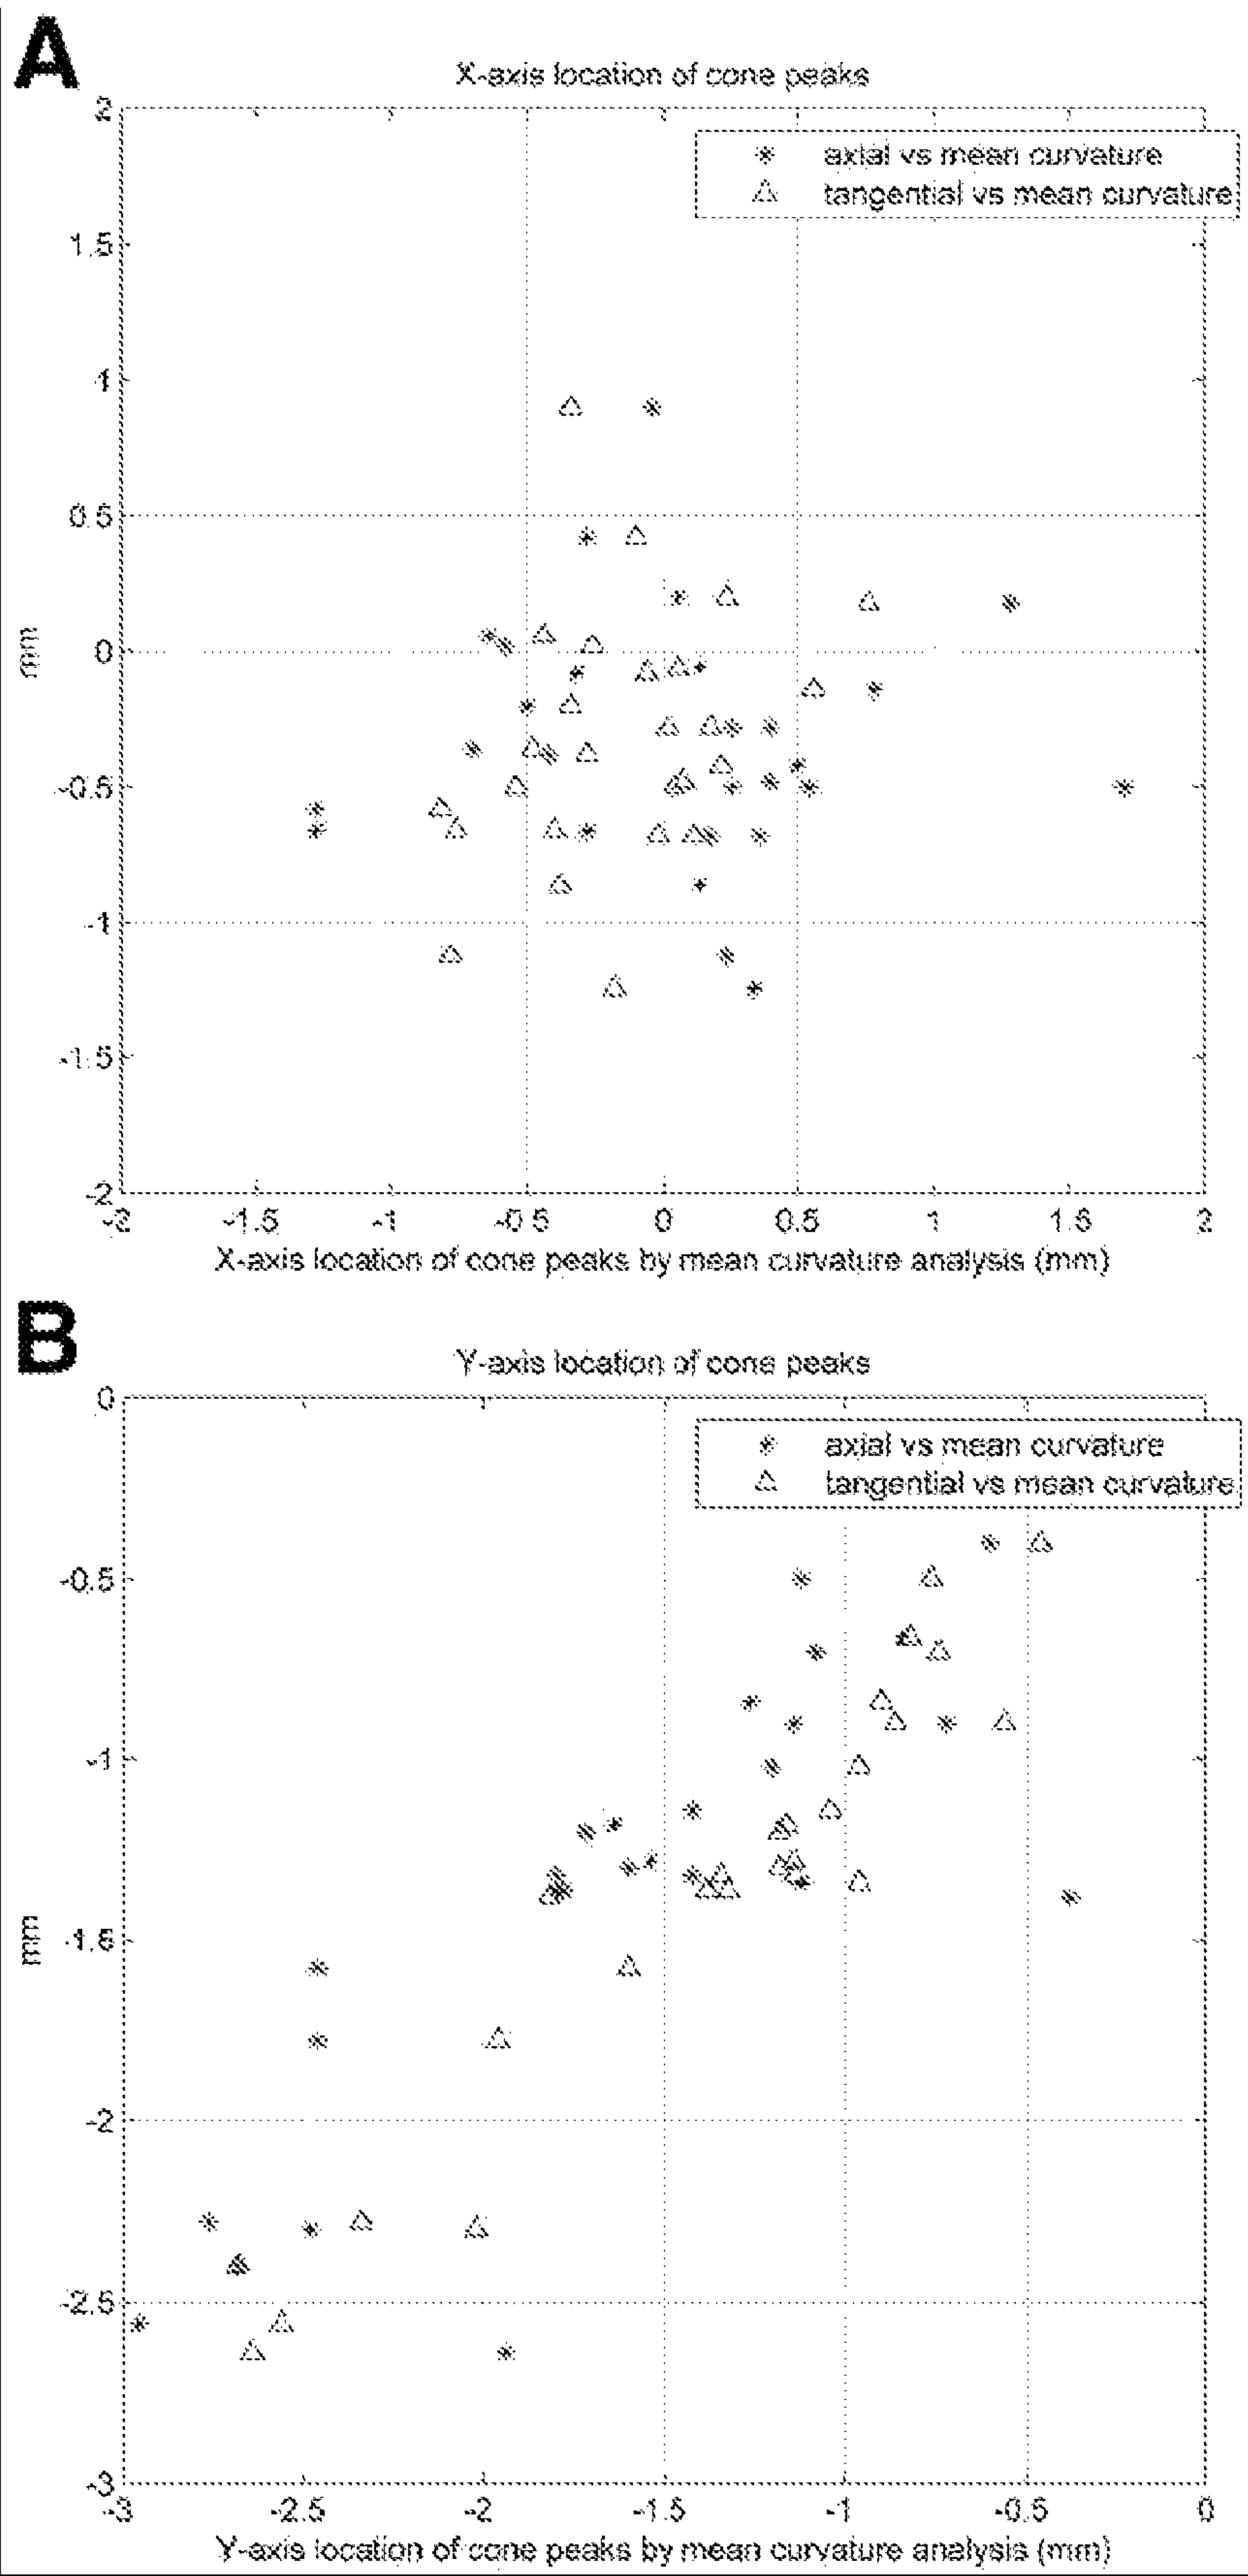 A
X-axis location of cone peaks
axial vs mean curvature
tangential vs mean curvature
2
1.5
1
0.5
0
-0.5
-1
-1.5
-2
mm
-2 -1.5 -1 -0.5 0 0.5 1 1.5 2
X-axis location of cone peaks by mean curvature analysis (mm)
B
Y-axis location of cone peaks
axial vs mean curvature
tangential vs mean curvature
0
-0.5
-1
-1.5
-2
-2.5
-3
mm
-3 -2.5 -2 -1.5 -1 -0.5 0
Y-axis location of cone peaks by mean curvature analysis (mm)